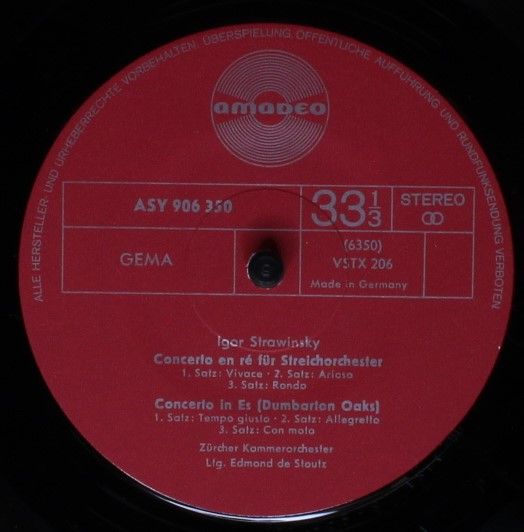 ALLE HERSTELLER- UND URHEBERRECHTE VORBEHALTEN. ÜBERSPIELUNG, ÖFFENTLICHE AUFFÜHRUNG UND RUNDFUNKSENDUNG VERBOTEN
AMADEO
ASY 906 350
33 1/3
STEREO
GEMA
(6350)
VSTX 206
Made in Germany
Igor Strawinsky
Concerto en ré für Streichorchester
1. Satz: Vivace · 2. Satz: Arioso
3. Satz: Rondo
Concerto in Es (Dumbarton Oaks)
1. Satz: Tempo giusto · 2. Satz: Allegretto
3. Satz: Con moto
Zürcher Kammerorchester
Ltg. Edmond de Stoutz